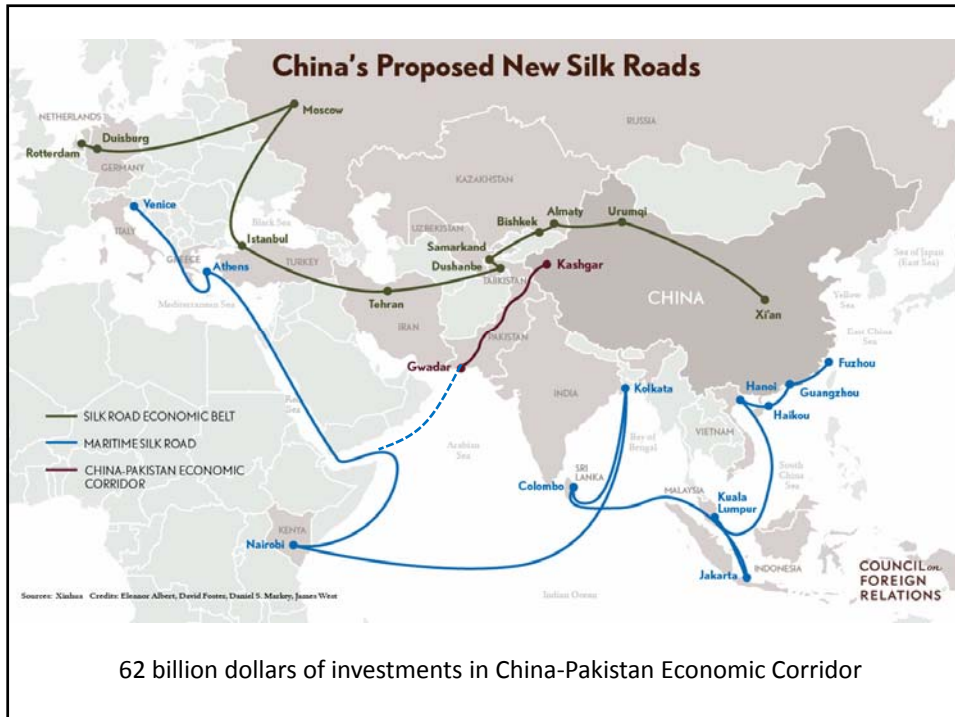 China's Proposed New Silk Roads
NETHERLANDS
Duisburg
Rotterdam
GERMANY
Moscow
RUSSIA
KAZAKHSTAN
Venice
ITALY
Black Sea
Istanbul
GREECE
Athens
TURKEY
Mediterranean Sea
UZBEKISTAN
Bishkek
Almaty
Urumqi
Samarkand
Dushanbe
TAJIKISTAN
Kashgar
Tehran
IRAN
CHINA
Xi'an
Sea of Japan
(East Sea)
Yellow
Sea
East China
Sea
PAKISTAN
Gwadar
Fuzhou
Hanoi
Guangzhou
Haikou
INDIA
Kolkata
SILK ROAD ECONOMIC BELT
MARITIME SILK ROAD
CHINA-PAKISTAN ECONOMIC
CORRIDOR
Red
Sea
Arabian
Sea
Bay of
Bengal
VIETNAM
South
China
Sea
SRI
LANKA
Colombo
MALAYSIA
Kuala
Lumpur
KENYA
Nairobi
Jakarta
INDONESIA
Indian Ocean
COUNCIL on
FOREIGN
RELATIONS
Sources: Xinhua Credits: Eleanor Albert, David Foster, Daniel S. Markey, James West
62 billion dollars of investments in China-Pakistan Economic Corridor